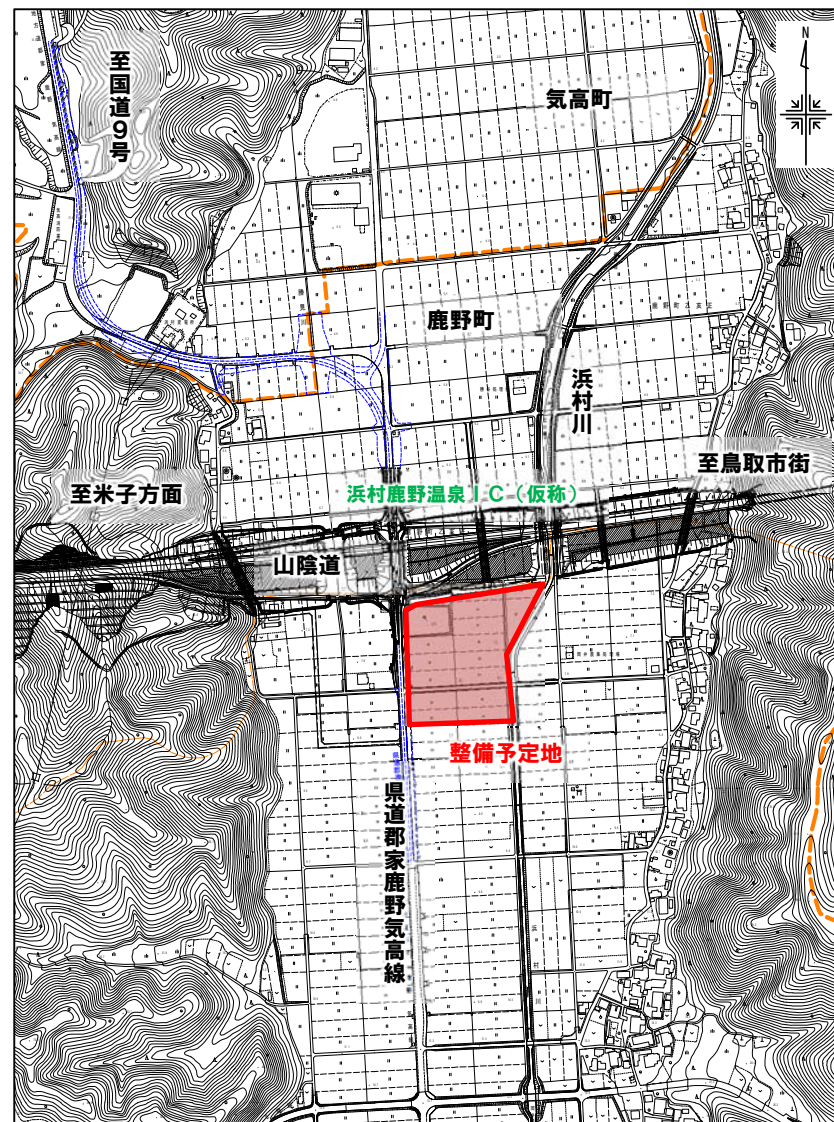 N
至国道9号
気高町
鹿野町
浜村川
至鳥取市街
至米子方面
浜村鹿野温泉IC（仮称）
山陰道
整備予定地
県道郡家鹿野気高線